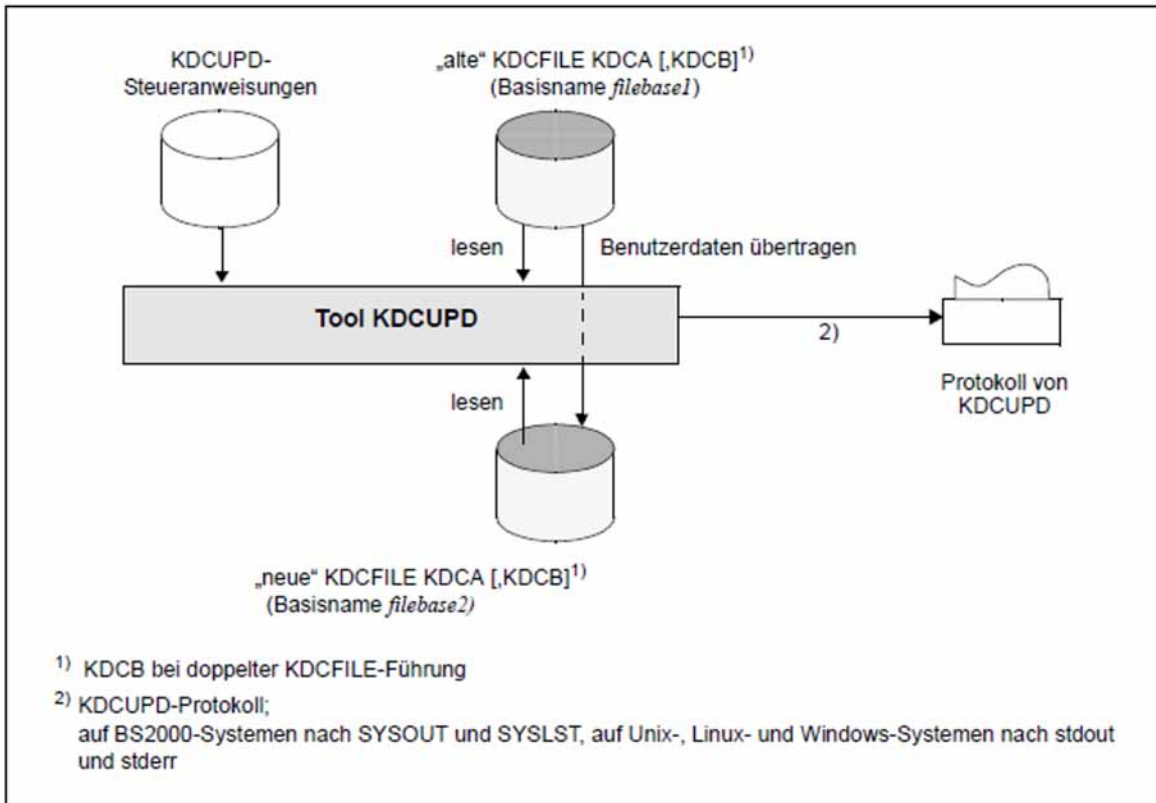 KDCUPD-
Steueranweisungen
„alte“ KDCFILE KDCA [,KDCB]1)
(Basisname filebase1)
lesen
Benutzerdaten übertragen
Tool KDCUPD
2)
lesen
Protokoll von
KDCUPD
„neue“ KDCFILE KDCA [,KDCB]1)
(Basisname filebase2)
1) KDCB bei doppelter KDCFILE-Führung
2) KDCUPD-Protokoll;
auf BS2000-Systemen nach SYSOUT und SYSLST, auf Unix-, Linux- und Windows-Systemen nach stdout
und stderr